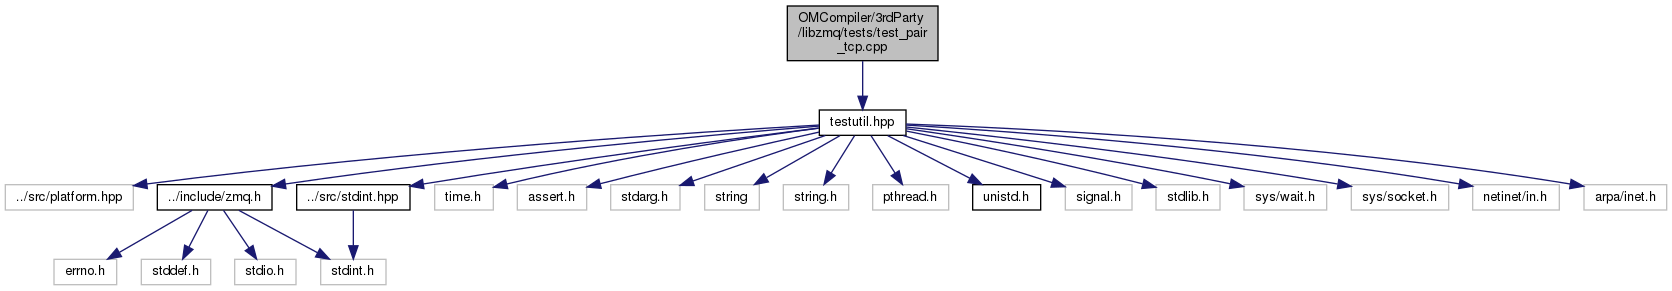 OMCompiler/3rdParty
/libzmq/tests/test_pair
_tcp.cpp
testutil.hpp
../src/platform.hpp
../include/zmq.h
../src/stdint.hpp
time.h
assert.h
stdarg.h
string
string.h
pthread.h
unistd.h
signal.h
stdlib.h
sys/wait.h
sys/socket.h
netinet/in.h
arpa/inet.h
errno.h
stddef.h
stdio.h
stdint.h